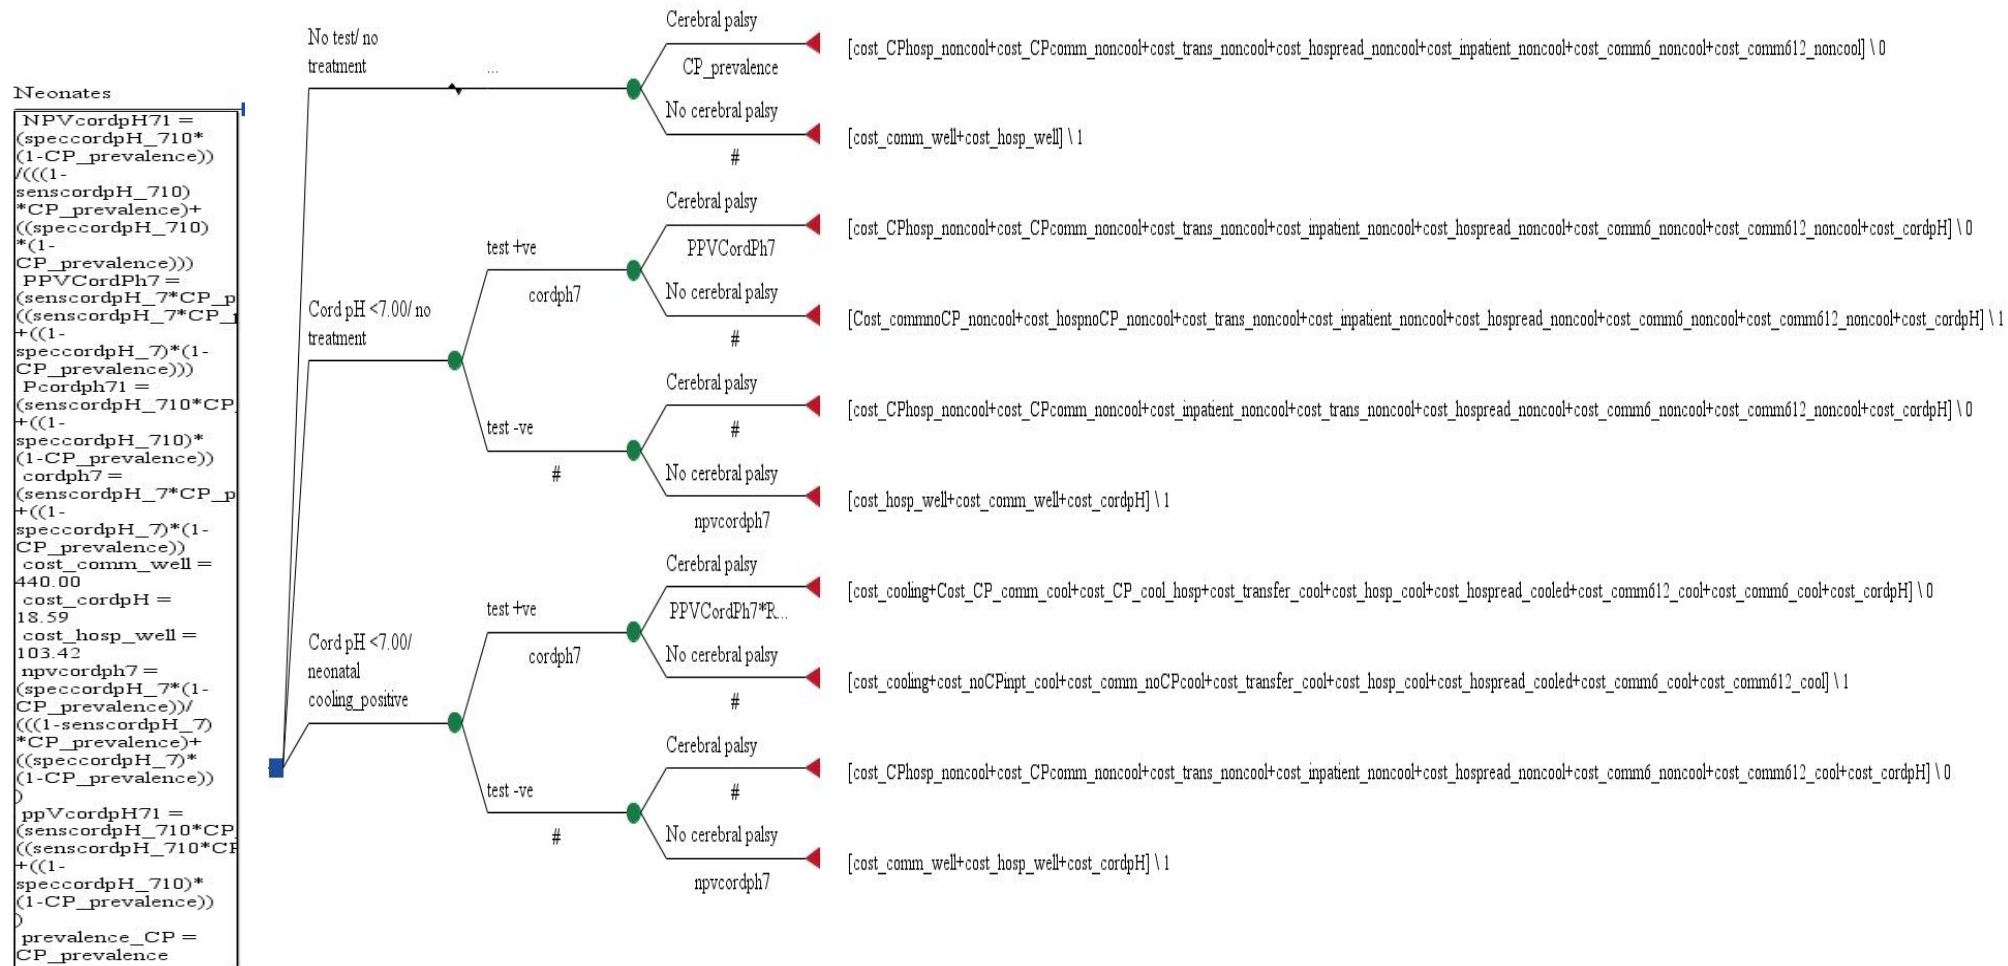 Neonates
NPVcordpH71 =
(speccordpH_710*
(1-CP_prevalence))
/(((1-
senscordpH_710)
*CP_prevalence)+
((speccordpH_710)
*(1-
CP_prevalence)))
PPVCordPh7 =
(senscordpH_7*CP_p
((senscordpH_7*CP_p
+((1-
speccordpH_7)*(1-
CP_prevalence)))
Pcordph71 =
(senscordpH_710*CP_
+((1-
speccordpH_710)*
(1-CP_prevalence))
cordph7 =
(senscordpH_7*CP_p
+((1-
speccordpH_7)*(1-
CP_prevalence))
cost_comm_well =
440.00
cost_cordpH =
18.59
cost_hosp_well =
103.42
npvcordph7 =
(speccordpH_7*(1-
CP_prevalence))/
(((1-senscordpH_7)
*CP_prevalence)+
((speccordpH_7)*
(1-CP_prevalence))
)
ppVcordpH71 =
(senscordpH_710*CP_
((senscordpH_710*CP
+((1-
speccordpH_710)*
(1-CP_prevalence))
)
prevalence_CP =
CP_prevalence
No test/ no
treatment
...
Cerebral palsy
CP_prevalence
[cost_CPhosp_noncool+cost_CPcomm_noncool+cost_trans_noncool+cost_hospread_noncool+cost_inpatient_noncool+cost_comm6_noncool+cost_comm612_noncool] \ 0
No cerebral palsy
#
[cost_comm_well+cost_hosp_well] \ 1
Cord pH <7.00/ no
treatment
test +ve
cordph7
Cerebral palsy
PPVCordPh7
[cost_CPhosp_noncool+cost_CPcomm_noncool+cost_trans_noncool+cost_inpatient_noncool+cost_hospread_noncool+cost_comm6_noncool+cost_comm612_noncool+cost_cordpH] \ 0
No cerebral palsy
#
[Cost_commnoCP_noncool+cost_hospnoCP_noncool+cost_trans_noncool+cost_inpatient_noncool+cost_hospread_noncool+cost_comm6_noncool+cost_comm612_noncool+cost_cordpH] \ 1
test -ve
#
Cerebral palsy
#
[cost_CPhosp_noncool+cost_CPcomm_noncool+cost_inpatient_noncool+cost_trans_noncool+cost_hospread_noncool+cost_comm6_noncool+cost_comm612_noncool+cost_cordpH] \ 0
No cerebral palsy
npvcordph7
[cost_hosp_well+cost_comm_well+cost_cordpH] \ 1
Cord pH <7.00/
neonatal
cooling_positive
test +ve
cordph7
Cerebral palsy
PPVCordPh7*R...
[cost_cooling+Cost_CP_comm_cool+cost_CP_cool_hosp+cost_transfer_cool+cost_hosp_cool+cost_hospread_cooled+cost_comm612_cool+cost_comm6_cool+cost_cordpH] \ 0
No cerebral palsy
#
[cost_cooling+cost_noCPinpt_cool+cost_comm_noCPcool+cost_transfer_cool+cost_hosp_cool+cost_hospread_cooled+cost_comm6_cool+cost_comm612_cool] \ 1
test -ve
#
Cerebral palsy
#
[cost_CPhosp_noncool+cost_CPcomm_noncool+cost_trans_noncool+cost_inpatient_noncool+cost_hospread_noncool+cost_comm6_noncool+cost_comm612_cool+cost_cordpH] \ 0
No cerebral palsy
npvcordph7
[cost_comm_well+cost_hosp_well+cost_cordpH] \ 1